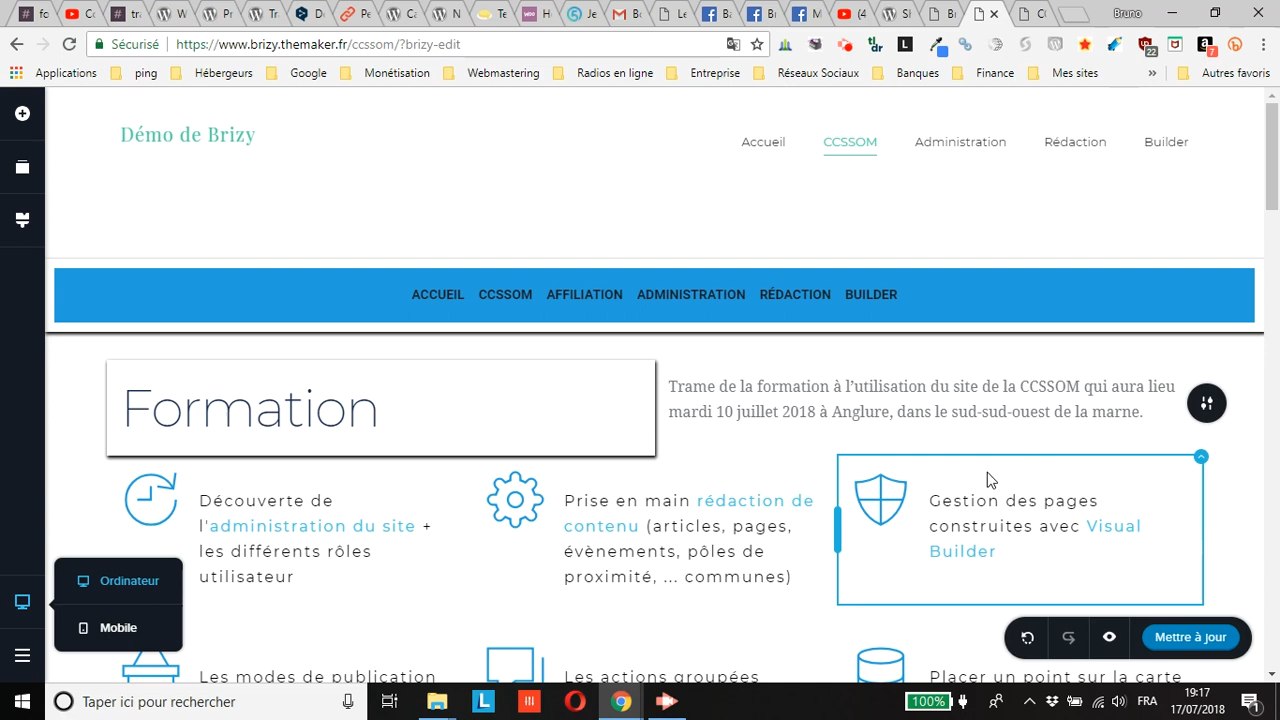 Bruno
Sécurisé https://www.brizy.themaker.fr/ccssom/?brizy-edit
Applications ping Hébergeurs Google Monétisation Webmastering Radios en ligne Entreprise Réseaux Sociaux Banques Finance Mes sites » Autres favoris
Démo de Brizy
Accueil CCSSOM Administration Rédaction Builder
ACCUEIL CCSSOM AFFILIATION ADMINISTRATION RÉDACTION BUILDER
Formation
Trame de la formation à l'utilisation du site de la CCSSOM qui aura lieu
mardi 10 juillet 2018 à Anglure, dans le sud-sud-ouest de la marne.
Découverte de
l'administration du site +
les différents rôles
utilisateur
Prise en main rédaction de
contenu (articles, pages,
évènements, pôles de
proximité, ... communes)
Gestion des pages
construites avec Visual
Builder
Ordinateur
Mobile
Mettre à jour
Les modes de publication
Les actions groupées
Placer un point sur la carte
Taper ici pour rechercher
100%
FRA
19:17
17/07/2018